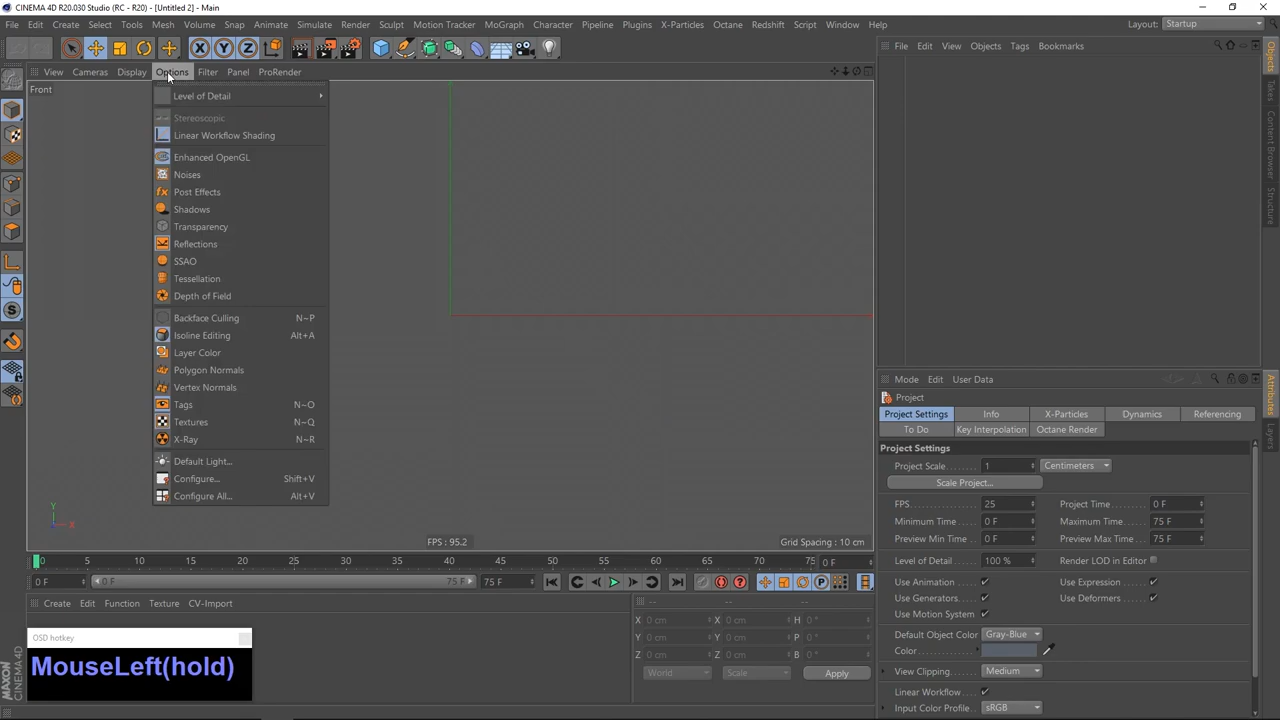 CINEMA 4D R20.030 Studio (RC - R20) - [Untitled 2] - Main
File Edit Create Select Tools Mesh Volume Snap Animate Simulate Render Sculpt Motion Tracker MoGraph Character Pipeline Plugins X-Particles Octane Redshift Script Window Help
Layout: Startup
View Cameras Display Options Filter Panel ProRender
File Edit View Objects Tags Bookmarks
Front
Level of Detail
Stereoscopic
Linear Workflow Shading
Enhanced OpenGL
Noises
Post Effects
Shadows
Transparency
Reflections
SSAO
Tessellation
Depth of Field
Backface Culling N~P
Isoline Editing Alt+A
Layer Color
Polygon Normals
Vertex Normals
Tags N~O
Textures N~Q
X-Ray N~R
Default Light...
Configure... Shift+V
Configure All... Alt+V
Y
X
FPS : 95.2
Grid Spacing : 10 cm
Objects
Takes
Content Browser
Structure
Attributes
Layers
Mode Edit User Data
Project
Project Settings Info X-Particles Dynamics Referencing
To Do Key Interpolation Octane Render
Project Settings
Project Scale 1 Centimeters
Scale Project...
FPS 25 Project Time 0 F
Minimum Time 0 F Maximum Time 75 F
Preview Min Time 0 F Preview Max Time 75 F
Level of Detail 100 % Render LOD in Editor
Use Animation Use Expression
Use Generators Use Deformers
Use Motion System
Default Object Color Gray-Blue
Color
View Clipping Medium
Linear Workflow
Input Color Profile sRGB
0 5 10 15 20 25 30 35 40 45 50 55 60 65 70 75 0 F
0 F 0 F 75 F 75 F
Create Edit Function Texture CV-Import
-- -- --
X 0 cm X 0 cm H 0 °
Y 0 cm Y 0 cm P 0 °
Z 0 cm Z 0 cm B 0 °
World Scale Apply
OSD hotkey
MouseLeft(hold)
MAXON
CINEMA4D